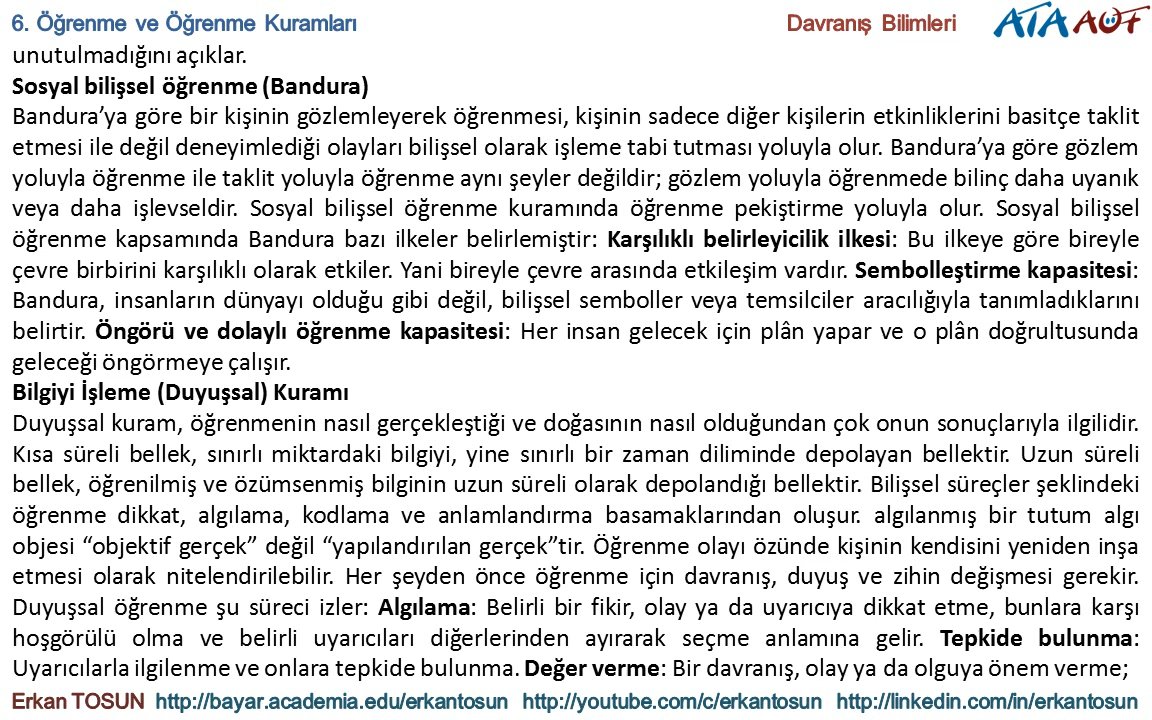 6. Öğrenme ve Öğrenme Kuramları Davranış Bilimleri ATA AÖF
unutulmadığını açıklar.
Sosyal bilişsel öğrenme (Bandura)
Bandura’ya göre bir kişinin gözlemleyerek öğrenmesi, kişinin sadece diğer kişilerin etkinliklerini basitçe taklit
etmesi ile değil deneyimlediği olayları bilişsel olarak işleme tabi tutması yoluyla olur. Bandura’ya göre gözlem
yoluyla öğrenme ile taklit yoluyla öğrenme aynı şeyler değildir; gözlem yoluyla öğrenmede bilinç daha uyanık
veya daha işlevseldir. Sosyal bilişsel öğrenme kuramında öğrenme pekiştirme yoluyla olur. Sosyal bilişsel
öğrenme kapsamında Bandura bazı ilkeler belirlemiştir: Karşılıklı belirleyicilik ilkesi: Bu ilkeye göre bireyle
çevre birbirini karşılıklı olarak etkiler. Yani bireyle çevre arasında etkileşim vardır. Sembolleştirme kapasitesi:
Bandura, insanların dünyayı olduğu gibi değil, bilişsel semboller veya temsilciler aracılığıyla tanımladıklarını
belirtir. Öngörü ve dolaylı öğrenme kapasitesi: Her insan gelecek için plân yapar ve o plân doğrultusunda
geleceği öngörmeye çalışır.
Bilgiyi İşleme (Duyuşsal) Kuramı
Duyuşsal kuram, öğrenmenin nasıl gerçekleştiği ve doğasının nasıl olduğundan çok onun sonuçlarıyla ilgilidir.
Kısa süreli bellek, sınırlı miktardaki bilgiyi, yine sınırlı bir zaman diliminde depolayan bellektir. Uzun süreli
bellek, öğrenilmiş ve özümsenmiş bilginin uzun süreli olarak depolandığı bellektir. Bilişsel süreçler şeklindeki
öğrenme dikkat, algılama, kodlama ve anlamlandırma basamaklarından oluşur. algılanmış bir tutum algı
objesi “objektif gerçek” değil “yapılandırılan gerçek”tir. Öğrenme olayı özünde kişinin kendisini yeniden inşa
etmesi olarak nitelendirilebilir. Her şeyden önce öğrenme için davranış, duyuş ve zihin değişmesi gerekir.
Duyuşsal öğrenme şu süreci izler: Algılama: Belirli bir fikir, olay ya da uyarıcıya dikkat etme, bunlara karşı
hoşgörülü olma ve belirli uyarıcıları diğerlerinden ayırarak seçme anlamına gelir. Tepkide bulunma:
Uyarıcılarla ilgilenme ve onlara tepkide bulunma. Değer verme: Bir davranış, olay ya da olguya önem verme;
Erkan TOSUN http://bayar.academia.edu/erkantosun http://youtube.com/c/erkantosun http://linkedin.com/in/erkantosun